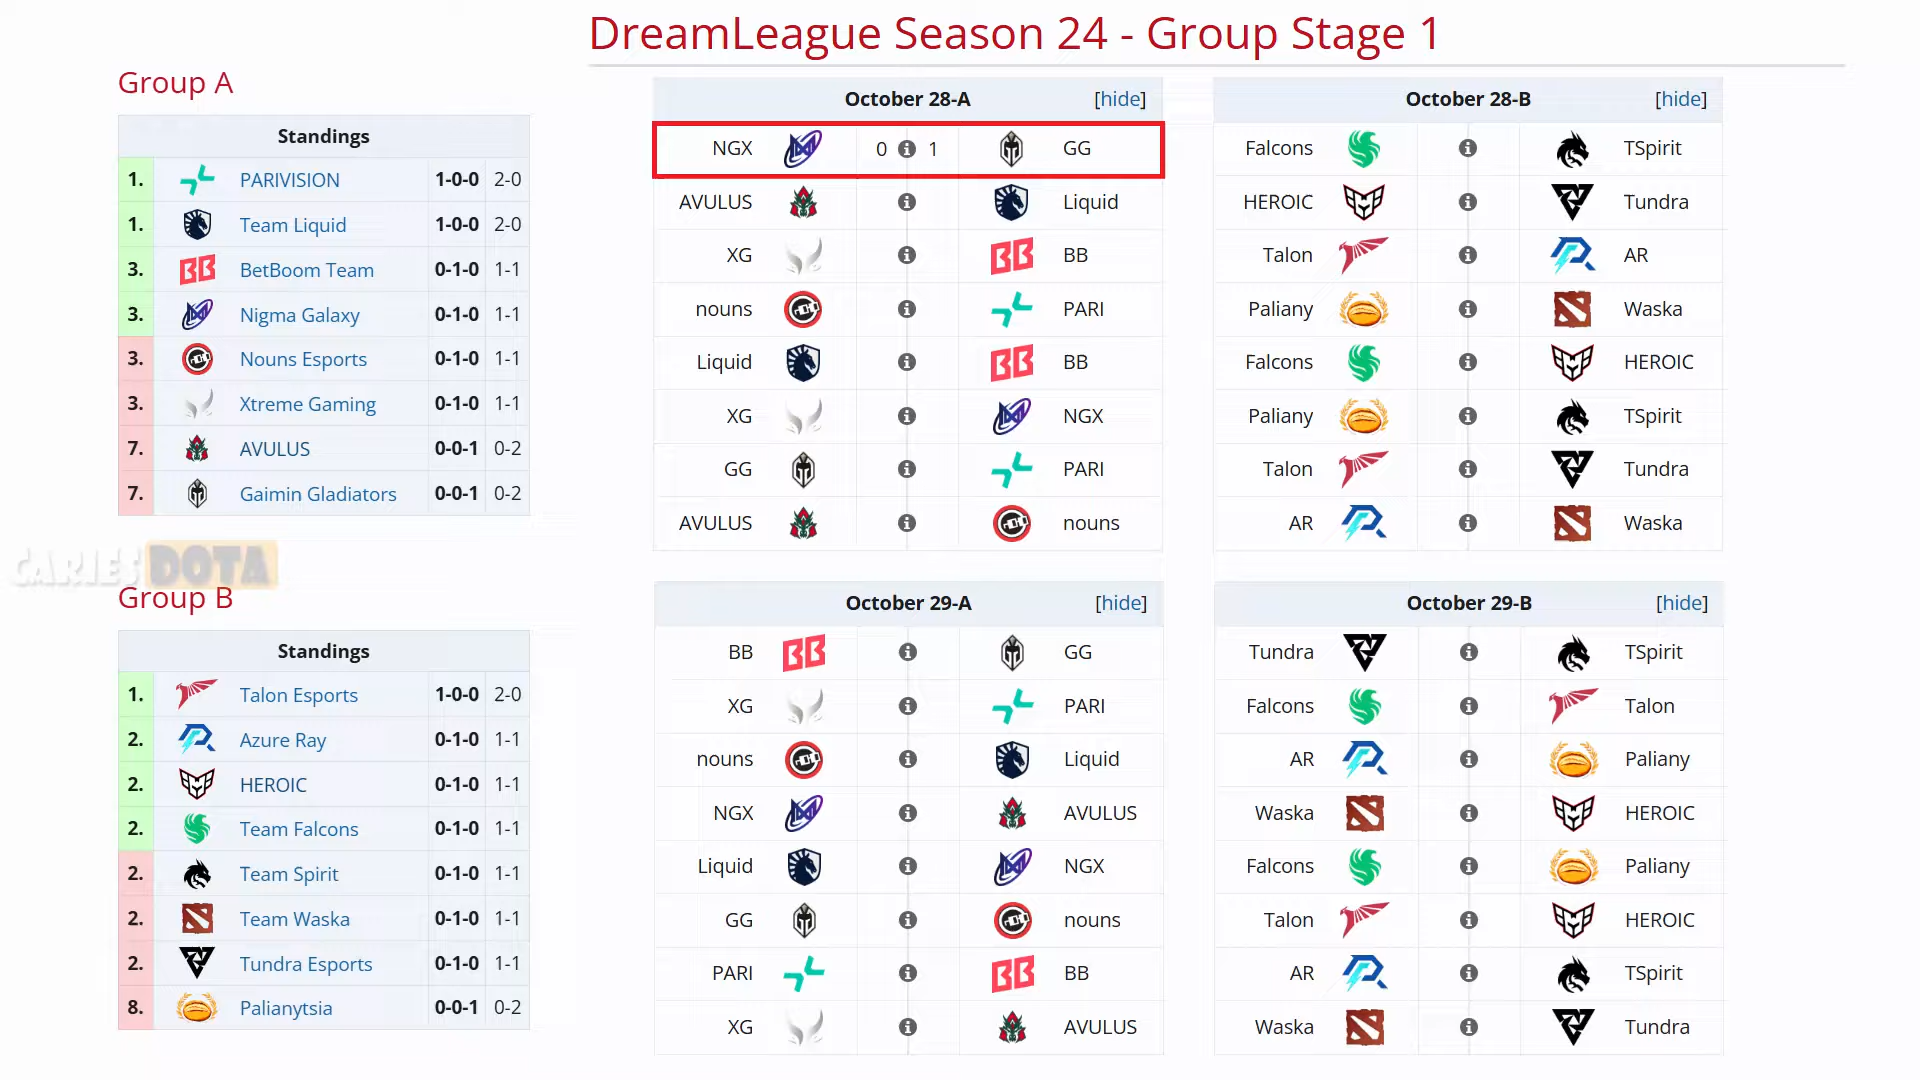 DreamLeague Season 24 - Group Stage 1
Group A
Standings
1. PARIVISION 1-0-0 2-0
1. Team Liquid 1-0-0 2-0
3. BetBoom Team 0-1-0 1-1
3. Nigma Galaxy 0-1-0 1-1
3. Nouns Esports 0-1-0 1-1
3. Xtreme Gaming 0-1-0 1-1
7. AVULUS 0-0-1 0-2
7. Gaimin Gladiators 0-0-1 0-2
CARIES DOTA
Group B
Standings
1. Talon Esports 1-0-0 2-0
2. Azure Ray 0-1-0 1-1
2. HEROIC 0-1-0 1-1
2. Team Falcons 0-1-0 1-1
2. Team Spirit 0-1-0 1-1
2. Team Waska 0-1-0 1-1
2. Tundra Esports 0-1-0 1-1
8. Palianytsia 0-0-1 0-2
October 28-A [hide]
NGX 0 1 GG
AVULUS Liquid
XG BB
nouns PARI
Liquid BB
XG NGX
GG PARI
AVULUS nouns
October 28-B [hide]
Falcons TSpirit
HEROIC Tundra
Talon AR
Paliany Waska
Falcons HEROIC
Paliany TSpirit
Talon Tundra
AR Waska
October 29-A [hide]
BB GG
XG PARI
nouns Liquid
NGX AVULUS
Liquid NGX
GG nouns
PARI BB
XG AVULUS
October 29-B [hide]
Tundra TSpirit
Falcons Talon
AR Paliany
Waska HEROIC
Falcons Paliany
Talon HEROIC
AR TSpirit
Waska Tundra